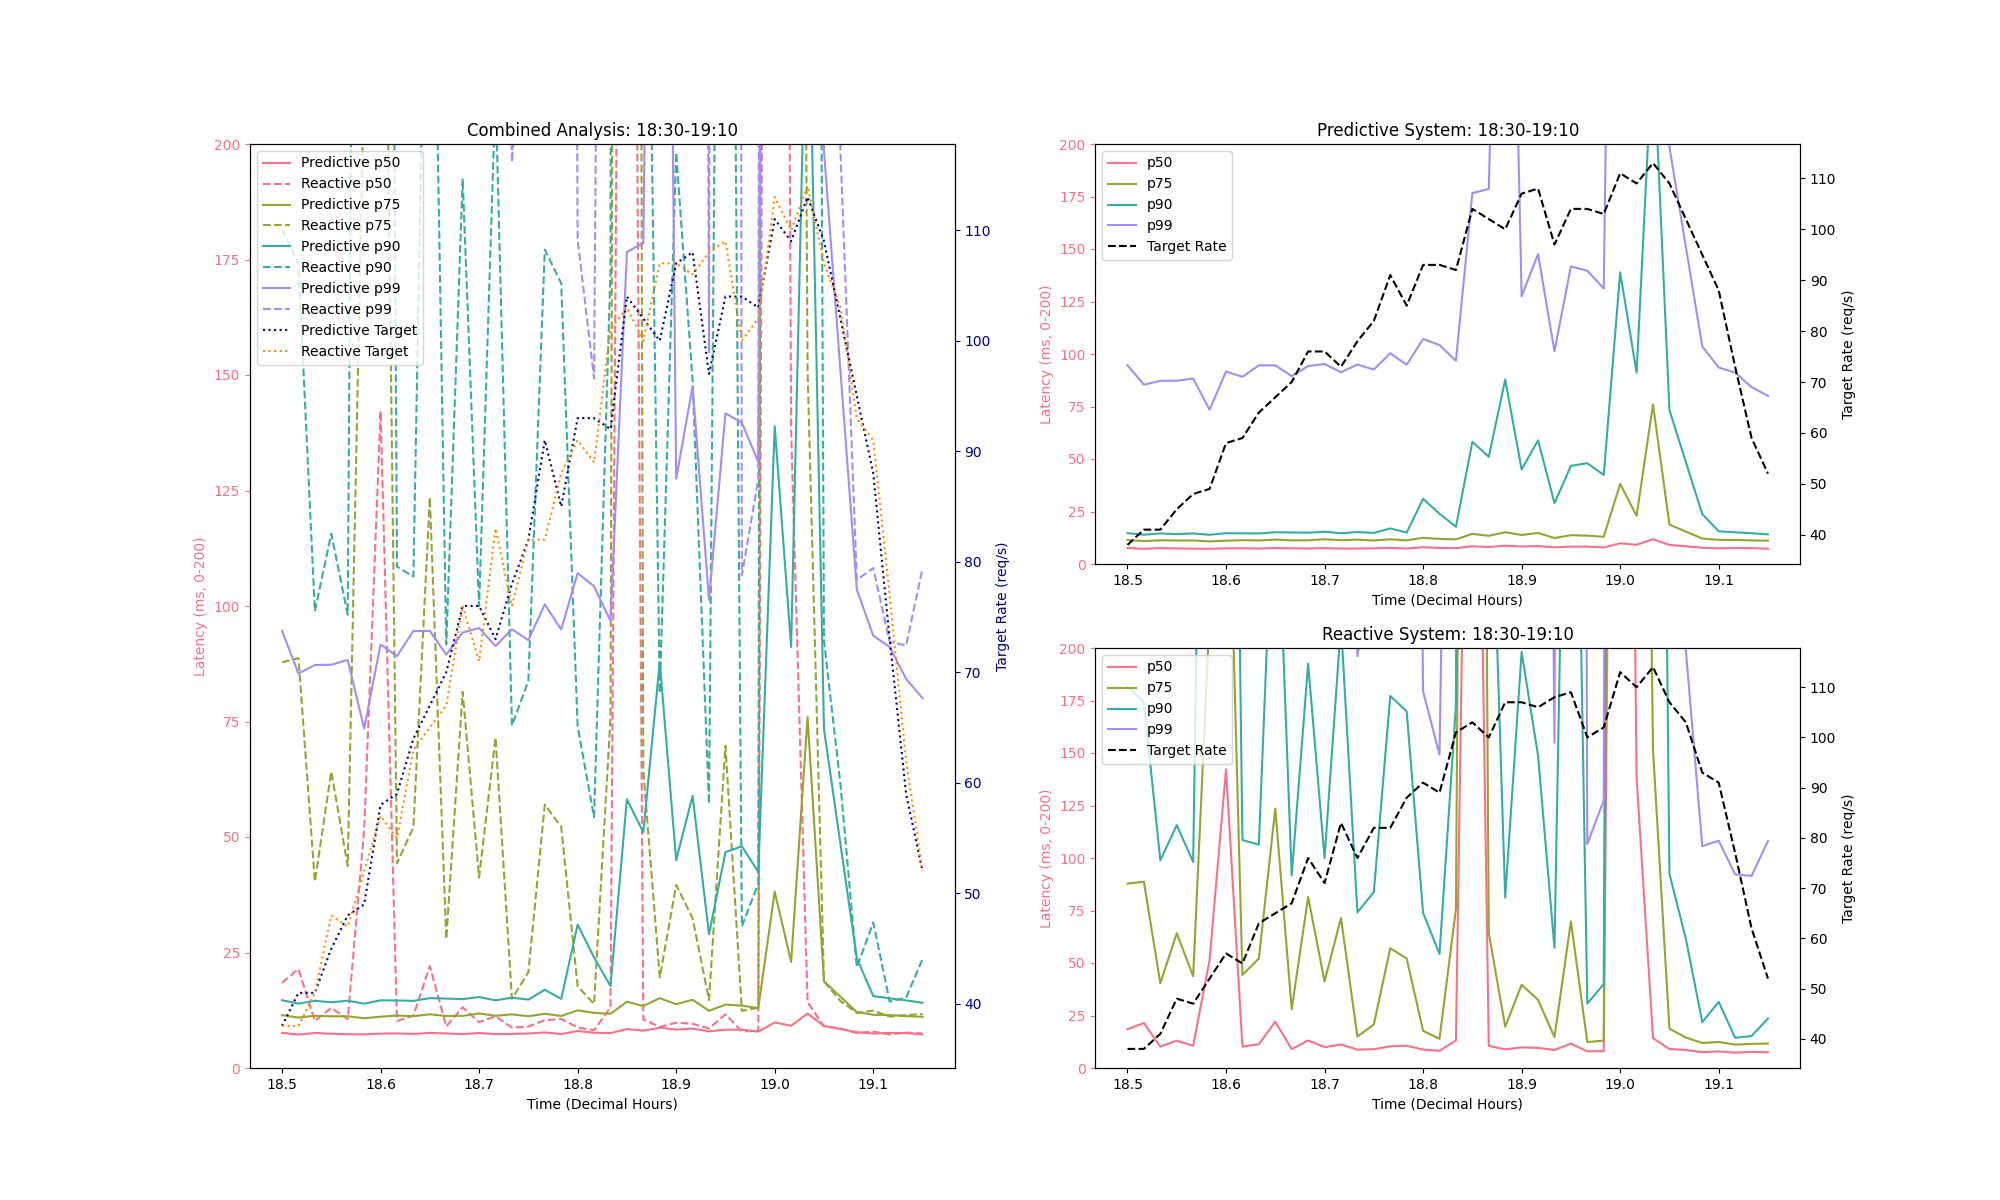 Combined Analysis: 18:30-19:10
200
175
150
125
100
75
50
25
0
Latency (ms, 0-200)
Predictive p50
Reactive p50
Predictive p75
Reactive p75
Predictive p90
Reactive p90
Predictive p99
Reactive p99
Predictive Target
Reactive Target
110
100
90
80
70
60
50
40
Target Rate (req/s)
18.5 18.6 18.7 18.8 18.9 19.0 19.1
Time (Decimal Hours)
Predictive System: 18:30-19:10
200
175
150
125
100
75
50
25
0
Latency (ms, 0-200)
p50
p75
p90
p99
Target Rate
110
100
90
80
70
60
50
40
Target Rate (req/s)
18.5 18.6 18.7 18.8 18.9 19.0 19.1
Time (Decimal Hours)
Reactive System: 18:30-19:10
200
175
150
125
100
75
50
25
0
Latency (ms, 0-200)
p50
p75
p90
p99
Target Rate
110
100
90
80
70
60
50
40
Target Rate (req/s)
18.5 18.6 18.7 18.8 18.9 19.0 19.1
Time (Decimal Hours)